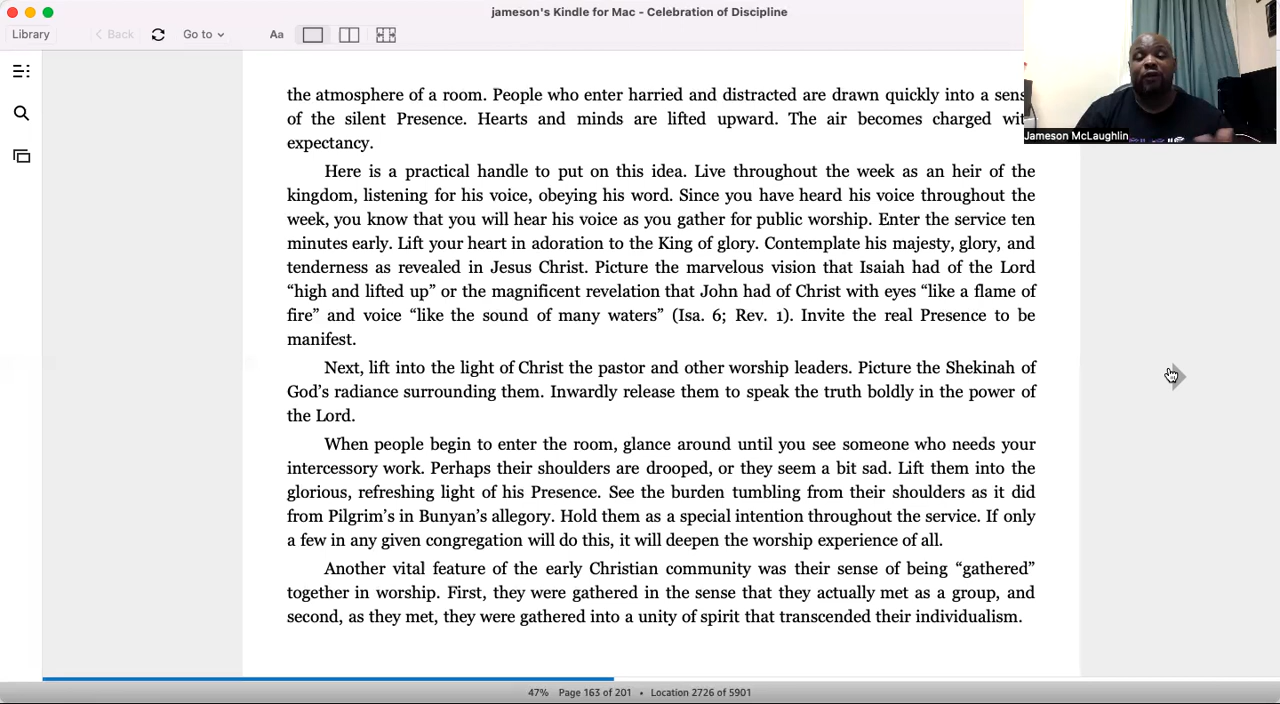 jameson's Kindle for Mac - Celebration of Discipline
Library
Back
Go to
Aa
Jameson McLaughlin
the atmosphere of a room. People who enter harried and distracted are drawn quickly into a
of the silent Presence. Hearts and minds are lifted upward. The air becomes charged
expectancy.
Here is a practical handle to put on this idea. Live throughout the week as an heir of the
kingdom, listening for his voice, obeying his word. Since you have heard his voice throughout the
week, you know that you will hear his voice as you gather for public worship. Enter the service ten
minutes early. Lift your heart in adoration to the King of glory. Contemplate his majesty, glory, and
tenderness as revealed in Jesus Christ. Picture the marvelous vision that Isaiah had of the Lord
“high and lifted up” or the magnificent revelation that John had of Christ with eyes “like a flame of
fire” and voice “like the sound of many waters” (Isa. 6; Rev. 1). Invite the real Presence to be
manifest.
Next, lift into the light of Christ the pastor and other worship leaders. Picture the Shekinah of
God’s radiance surrounding them. Inwardly release them to speak the truth boldly in the power of
the Lord.
When people begin to enter the room, glance around until you see someone who needs your
intercessory work. Perhaps their shoulders are drooped, or they seem a bit sad. Lift them into the
glorious, refreshing light of his Presence. See the burden tumbling from their shoulders as it did
from Pilgrim’s in Bunyan’s allegory. Hold them as a special intention throughout the service. If only
a few in any given congregation will do this, it will deepen the worship experience of all.
Another vital feature of the early Christian community was their sense of being “gathered”
together in worship. First, they were gathered in the sense that they actually met as a group, and
second, as they met, they were gathered into a unity of spirit that transcended their individualism.
47% Page 163 of 201 • Location 2726 of 5901